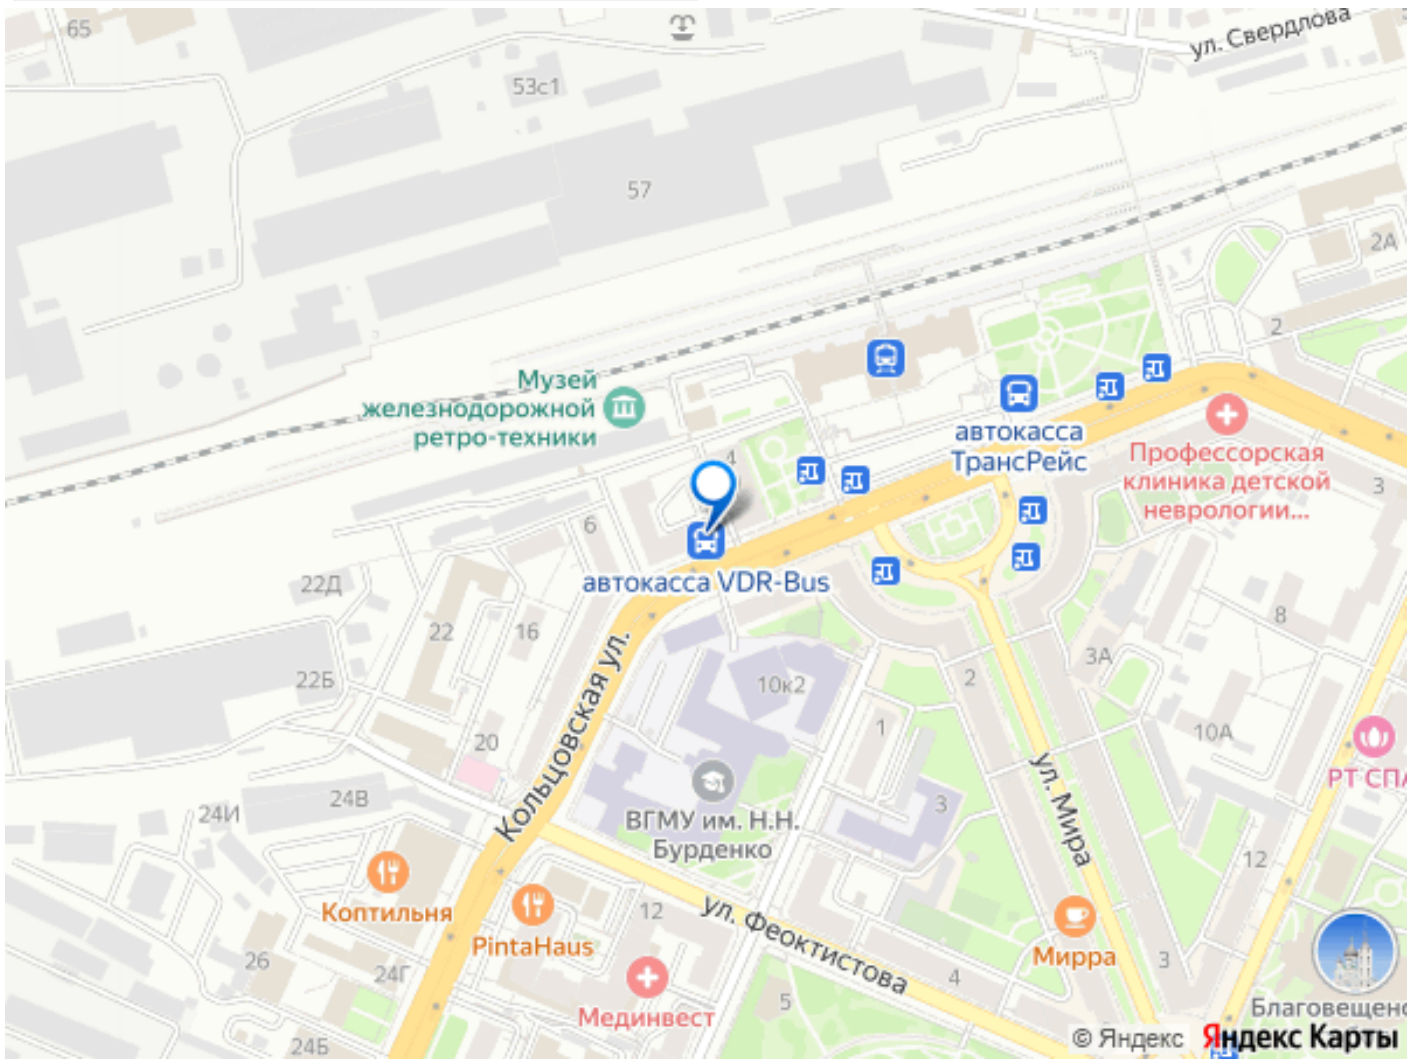 65
ул. Свердлова
53с1
57
2А
2
Музей
железнодорожной
ретро-техники
автокасса
ТрансРейс
Профессорская
клиника детской
неврологии...
3
4
6
автокасса VDR-Bus
22Д
22
16
8
3А
22Б
10к2
2
1
10А
20
Кольцовская ул.
РТ СПА
24В
24И
3
ул. Мира
ВГМУ им. Н.Н.
Бурденко
12
Коптильня
PintaHaus
12
ул. Феоктистова
Мирра
26
24Г
4
3
5
Мединвест
Благовещенс
24Б
© Яндекс
Яндекс Карты